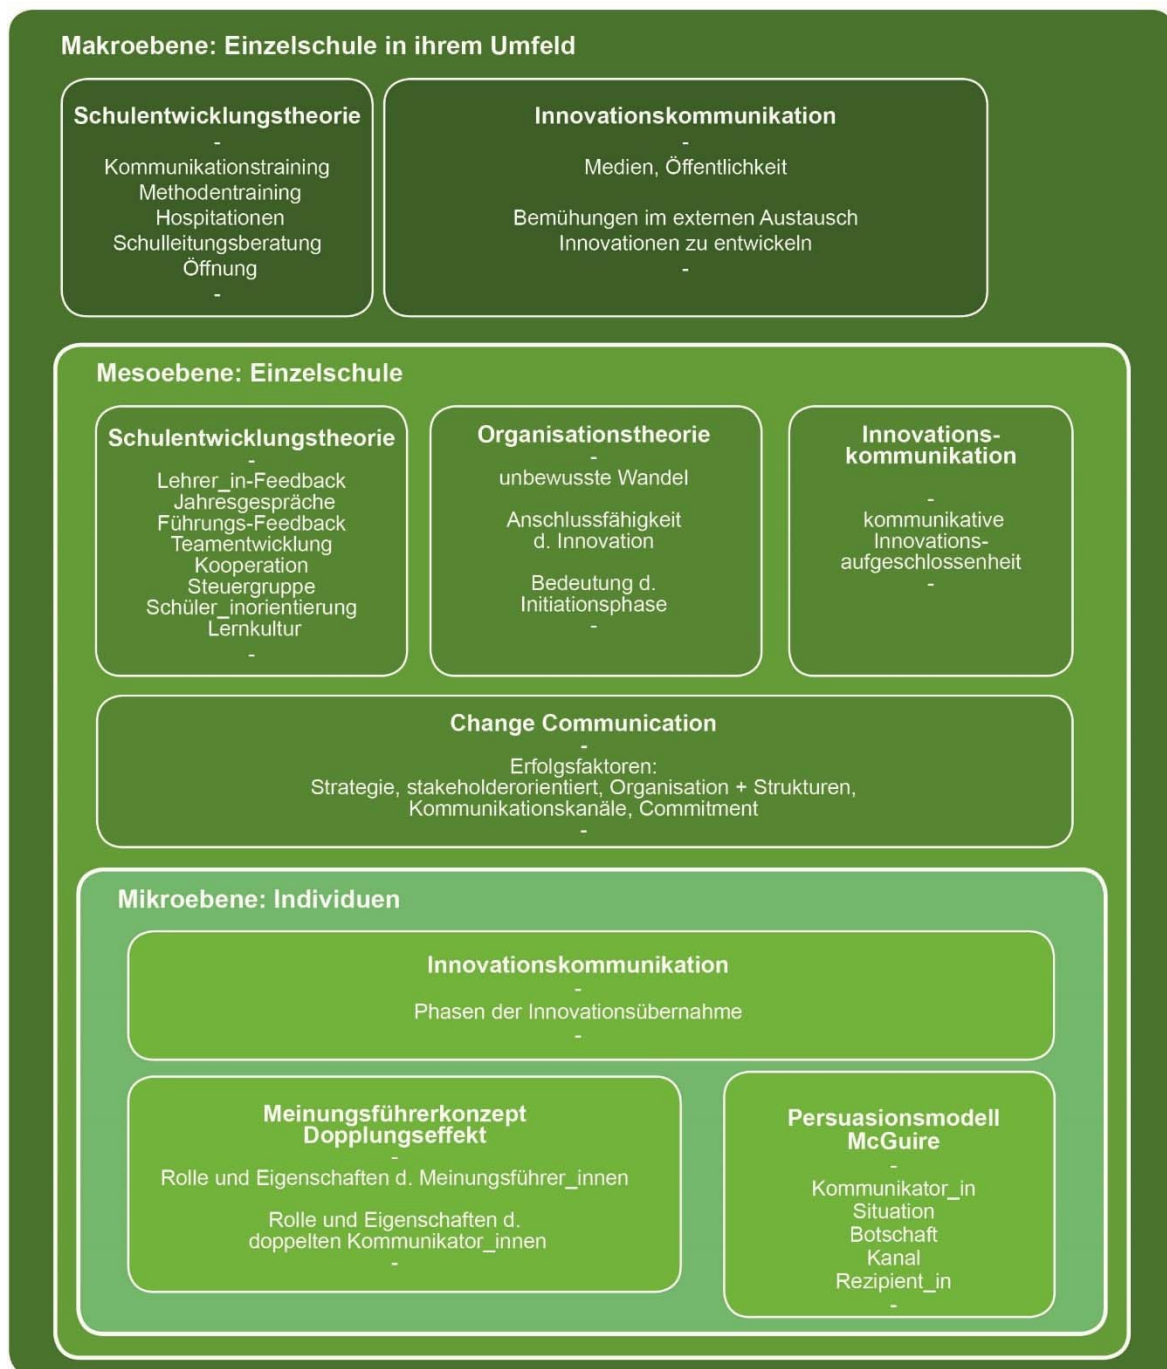 Makroebene: Einzelschule in ihrem Umfeld
Schulentwicklungstheorie
-
Kommunikationstraining
Methodentraining
Hospitationen
Schulleitungsberatung
Öffnung
-
Innovationskommunikation
-
Medien, Öffentlichkeit
Bemühungen im externen Austausch
Innovationen zu entwickeln
-
Mesoebene: Einzelschule
Schulentwicklungstheorie
-
Lehrer_in-Feedback
Jahresgespräche
Führungs-Feedback
Teamentwicklung
Kooperation
Steuergruppe
Schüler_inorientierung
Lernkultur
-
Organisationstheorie
-
unbewusste Wandel
Anschlussfähigkeit
d. Innovation
Bedeutung d.
Initiationsphase
-
Innovations-
kommunikation
-
kommunikative
Innovations-
aufgeschlossenheit
-
Change Communication
-
Erfolgsfaktoren:
Strategie, stakeholderorientiert, Organisation + Strukturen,
Kommunikationskanäle, Commitment
-
Mikroebene: Individuen
Innovationskommunikation
-
Phasen der Innovationsübernahme
-
Meinungsführerkonzept
Dopplungseffekt
-
Rolle und Eigenschaften d. Meinungsführer_innen
Rolle und Eigenschaften d.
doppelten Kommunikator_innen
-
Persuasionsmodell
McGuire
-
Kommunikator_in
Situation
Botschaft
Kanal
Rezipient_in
-